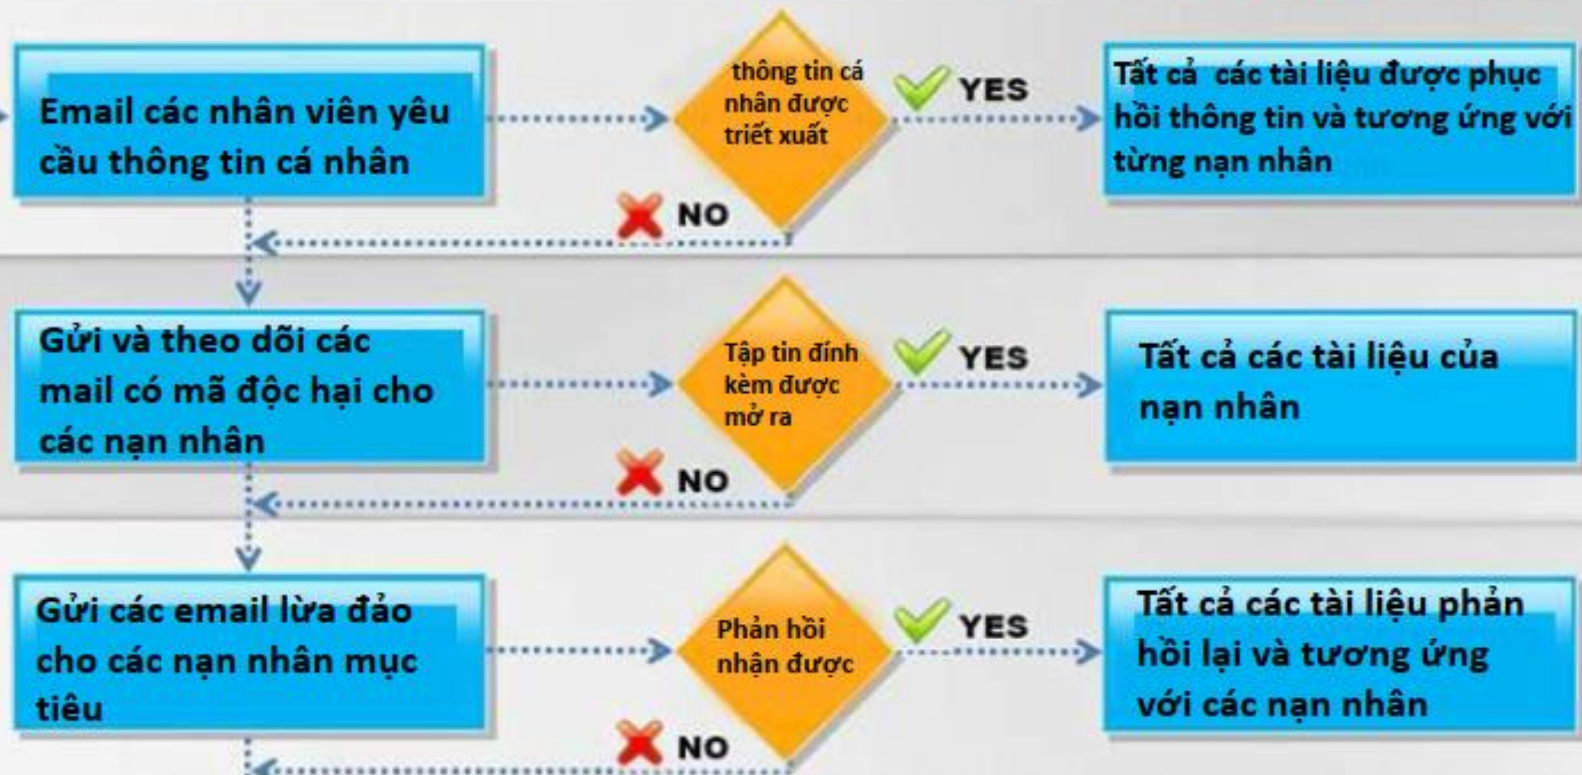 Email các nhân viên yêu
cầu thông tin cá nhân
thông tin cá
nhân được
triết xuất
YES
Tất cả các tài liệu được phục
hồi thông tin và tương ứng với
từng nạn nhân
NO
Gửi và theo dõi các
mail có mã độc hại cho
các nạn nhân
Tập tin đính
kèm được
mở ra
YES
Tất cả các tài liệu của
nạn nhân
NO
Gửi các email lừa đảo
cho các nạn nhân mục
tiêu
Phản hồi
nhận được
YES
Tất cả các tài liệu phản
hồi lại và tương ứng
với các nạn nhân
NO